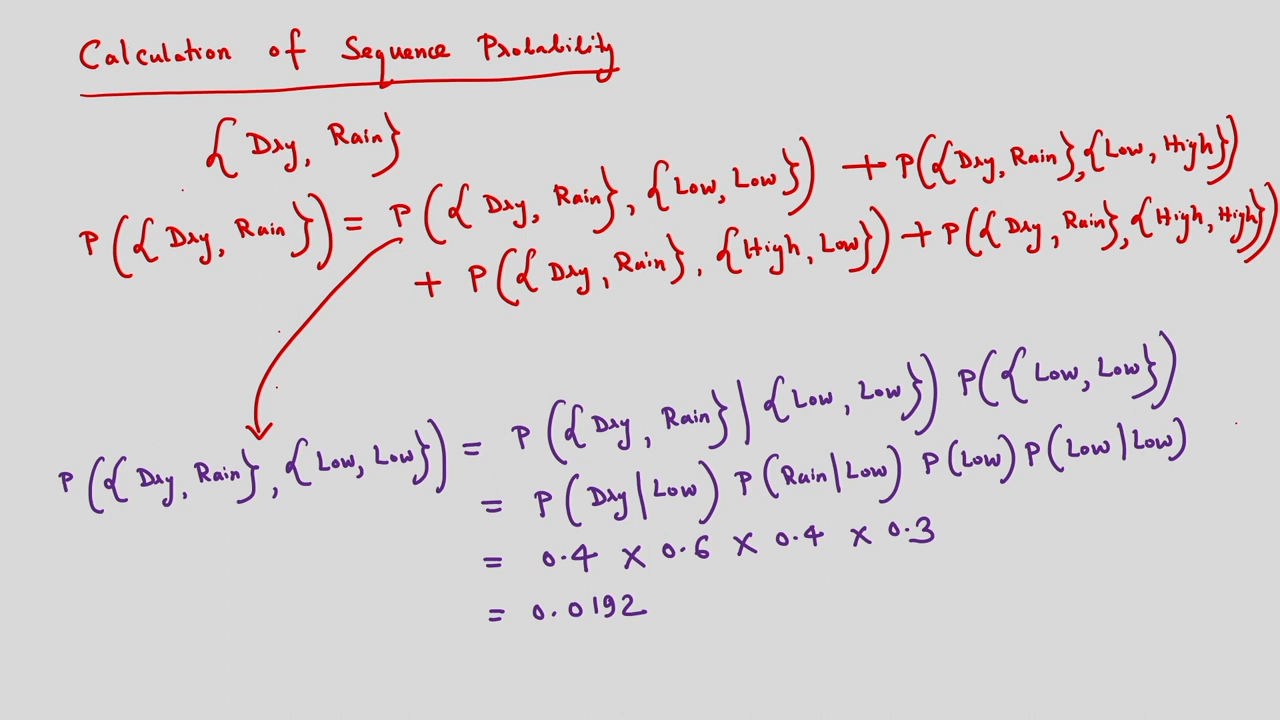 Calculation of Sequence Probability
{Dry, Rain}
P({Dry, Rain}) = P({Dry, Rain}, {Low, Low}) + P({Dry, Rain}, {Low, High})
+ P({Dry, Rain}, {High, Low}) + P({Dry, Rain}, {High, High})
P({Dry, Rain}, {Low, Low}) = P({Dry, Rain} | {Low, Low}) P({Low, Low})
= P(Dry | Low) P(Rain | Low) P(Low) P(Low | Low)
= 0.4 × 0.6 × 0.4 × 0.3
= 0.0192